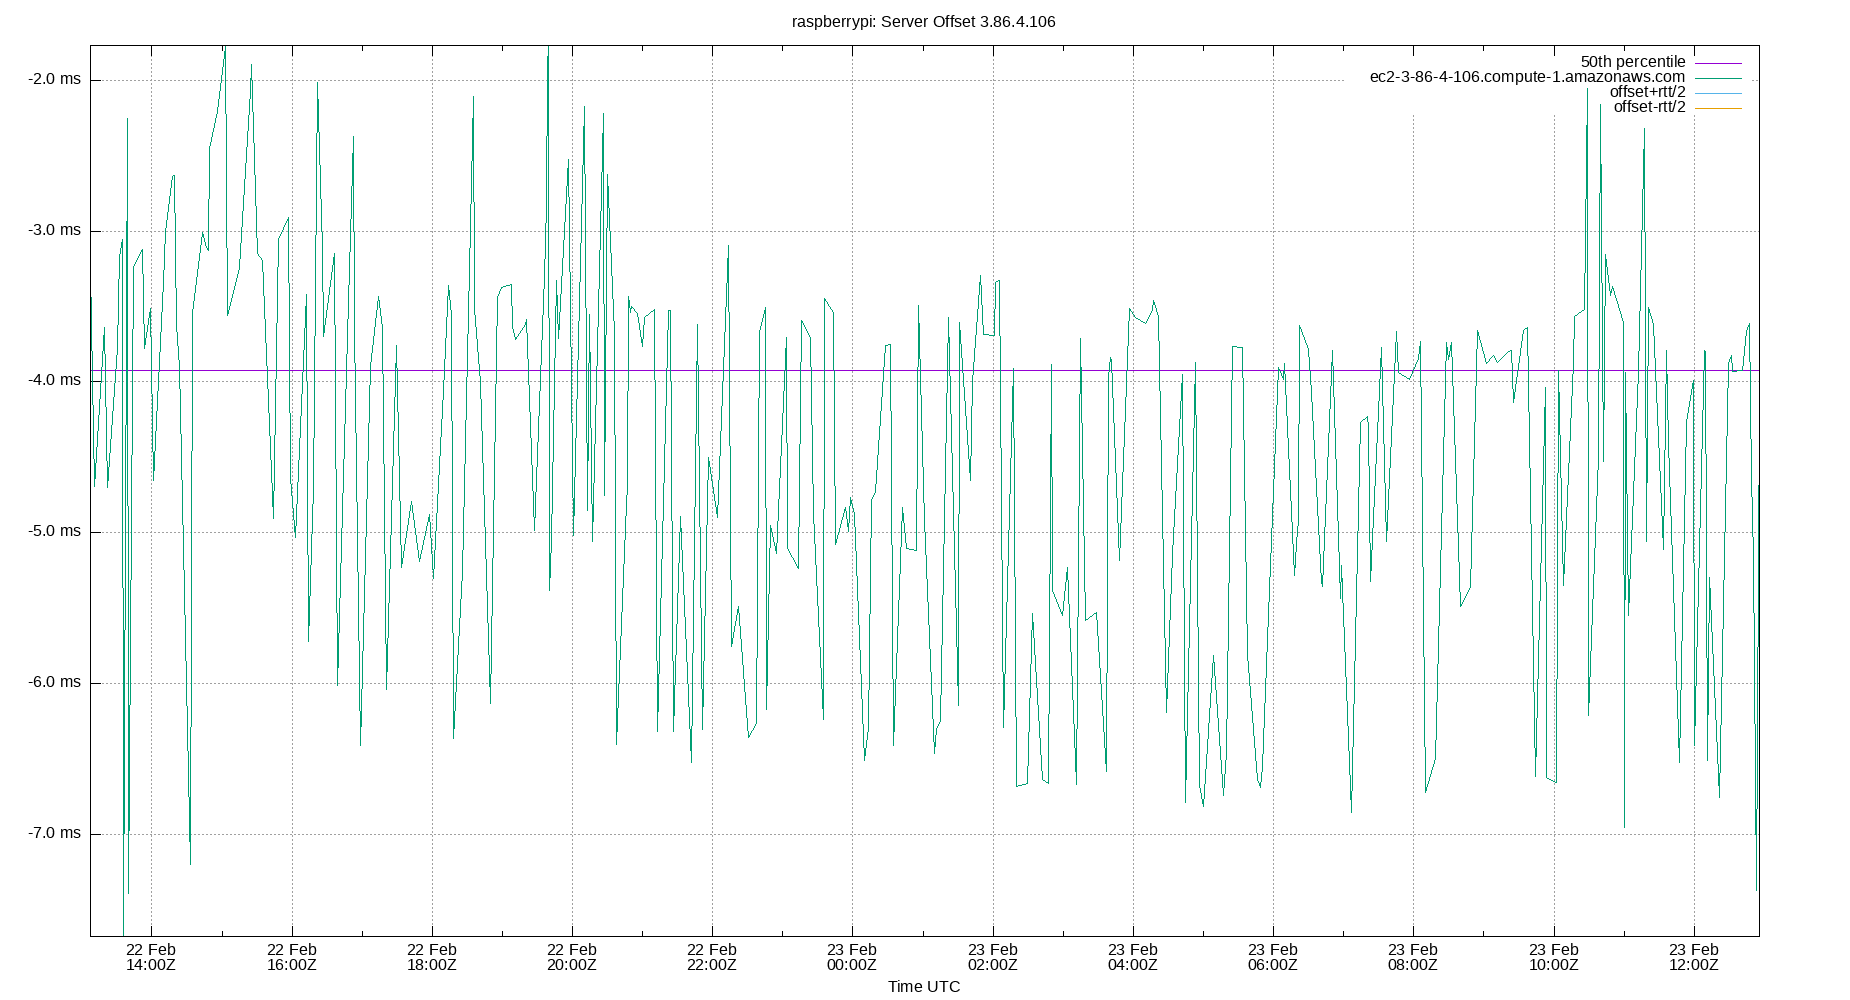 raspberrypi: Server Offset 3.86.4.106
50th percentile
ec2-3-86-4-106.compute-1.amazonaws.com
offset+rtt/2
offset-rtt/2
-2.0 ms
-3.0 ms
-4.0 ms
-5.0 ms
-6.0 ms
-7.0 ms
22 Feb 22 Feb 22 Feb 22 Feb 22 Feb 23 Feb 23 Feb 23 Feb 23 Feb 23 Feb 23 Feb 23 Feb
14:00Z 16:00Z 18:00Z 20:00Z 22:00Z 00:00Z 02:00Z 04:00Z 06:00Z 08:00Z 10:00Z 12:00Z
Time UTC